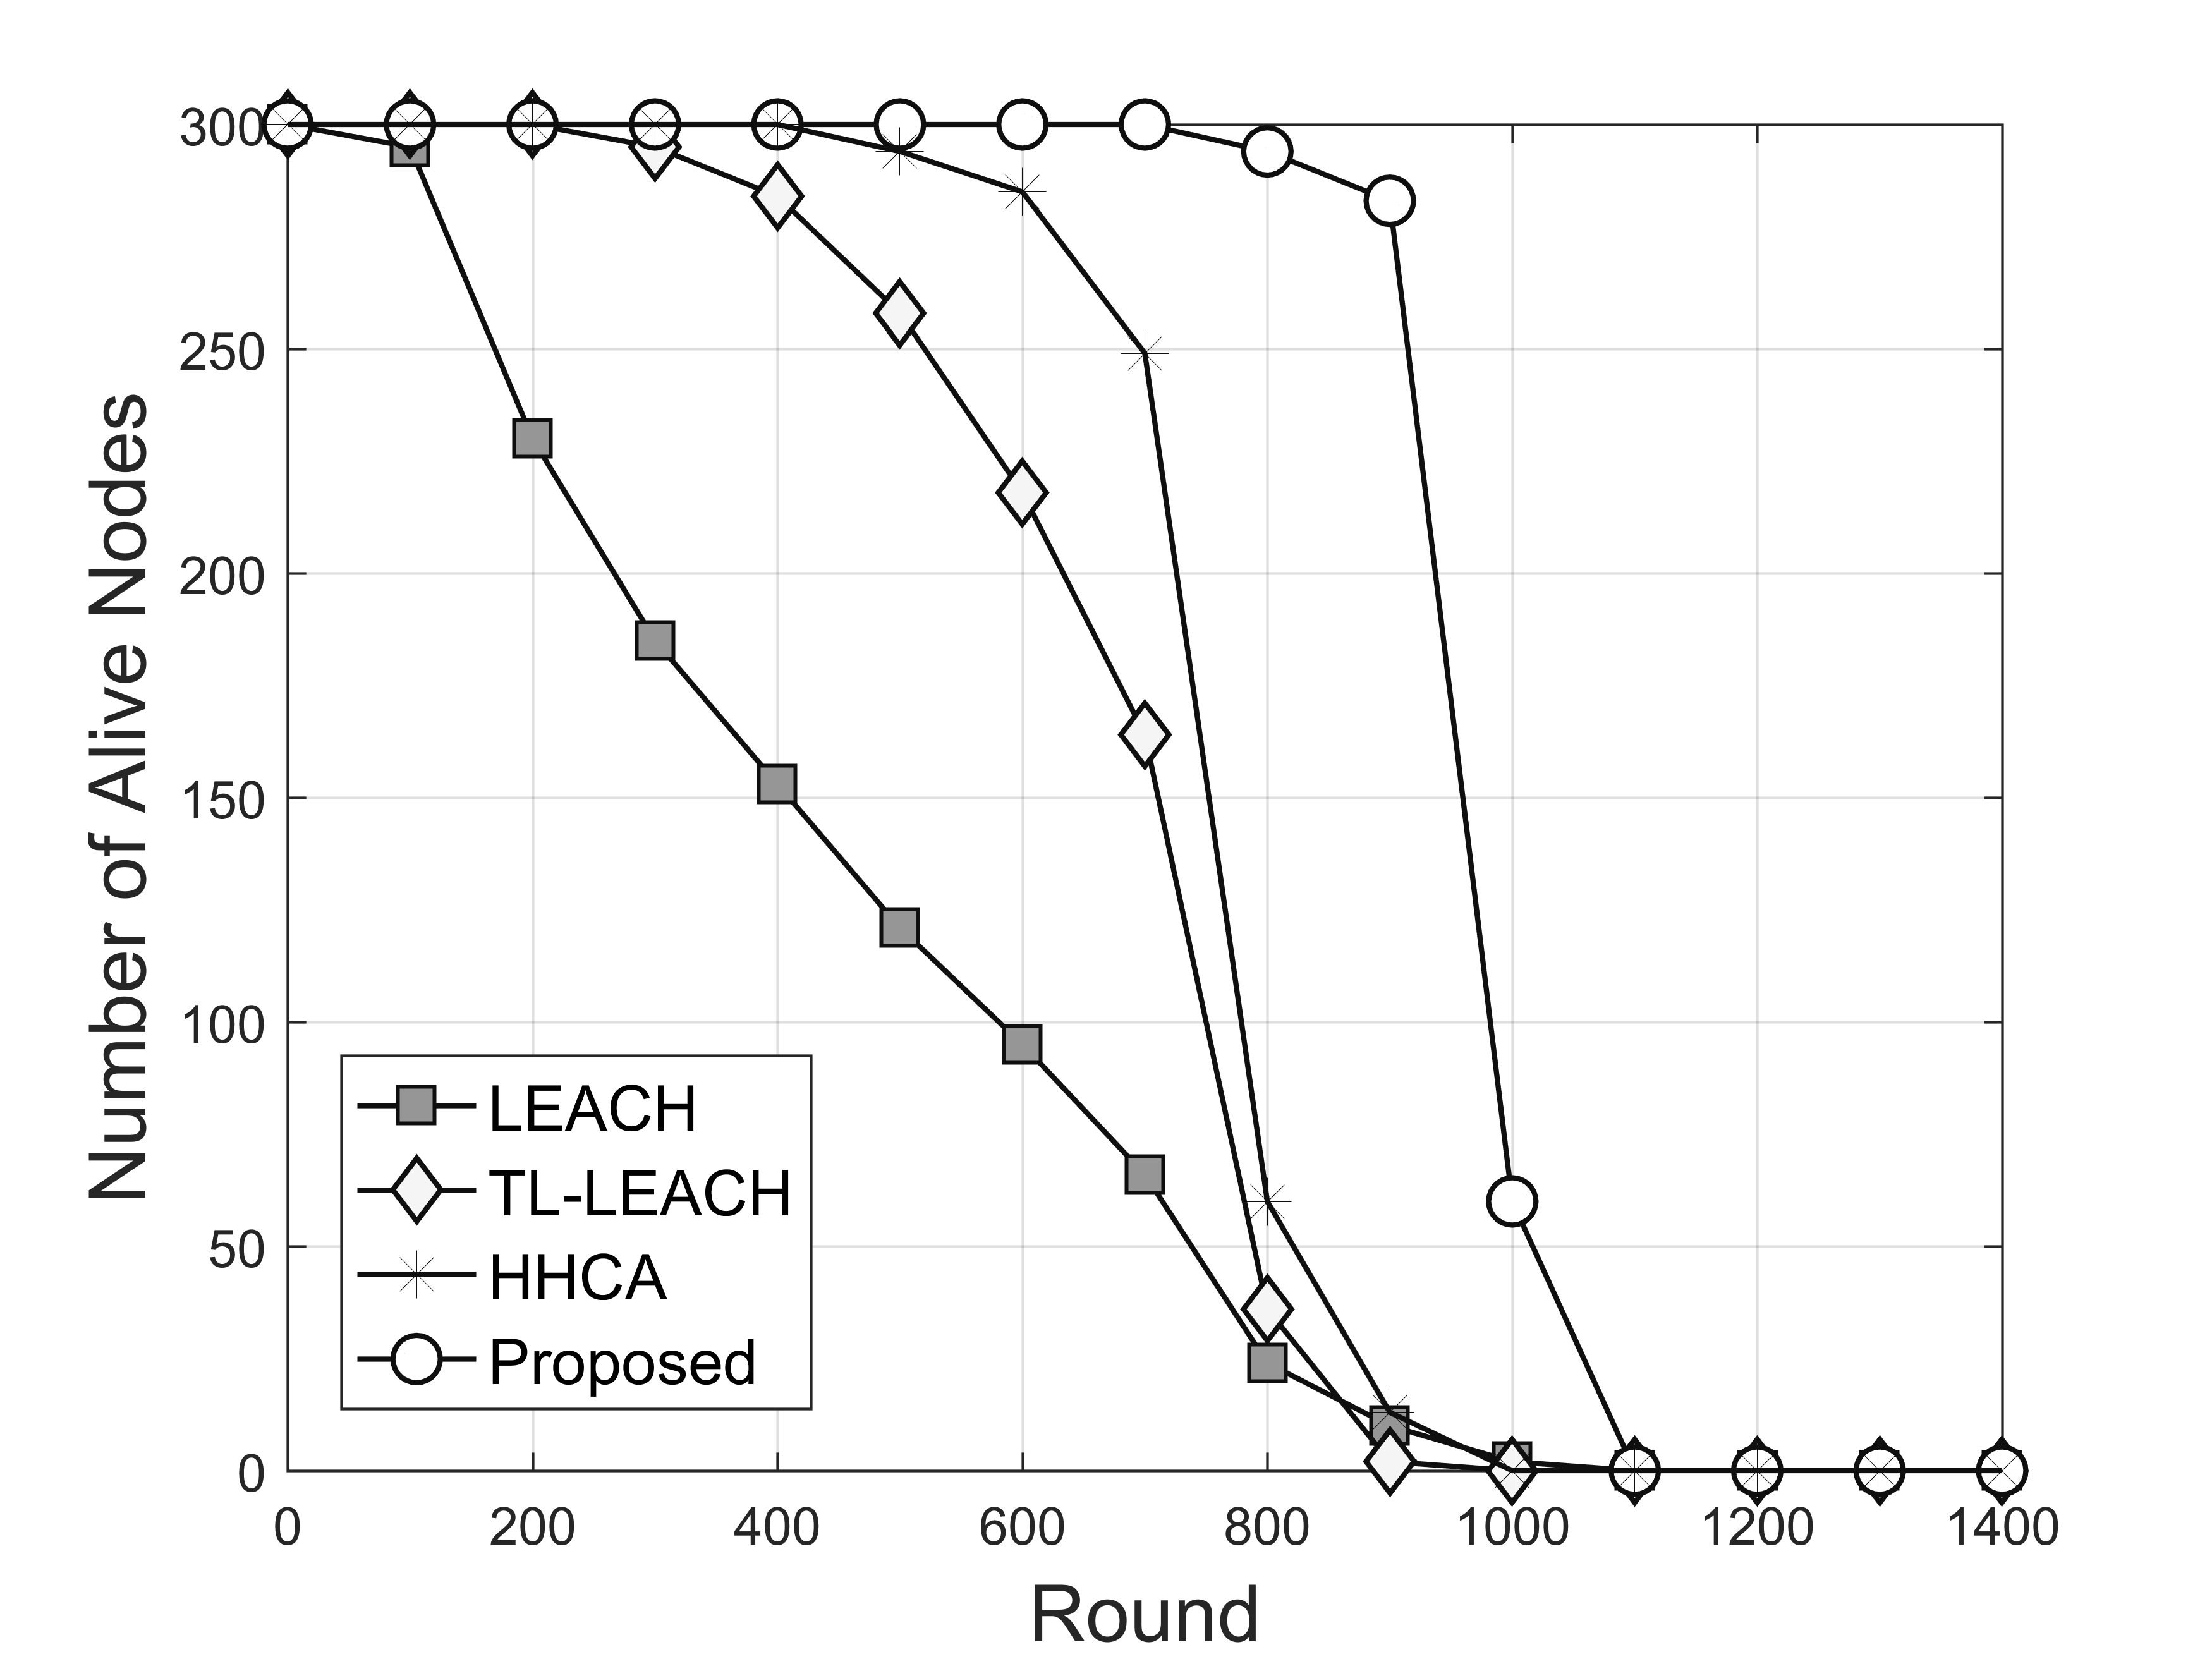 Number of Alive Nodes
300
250
200
150
100
50
0
LEACH
TL-LEACH
HHCA
Proposed
0 200 400 600 800 1000 1200 1400
Round